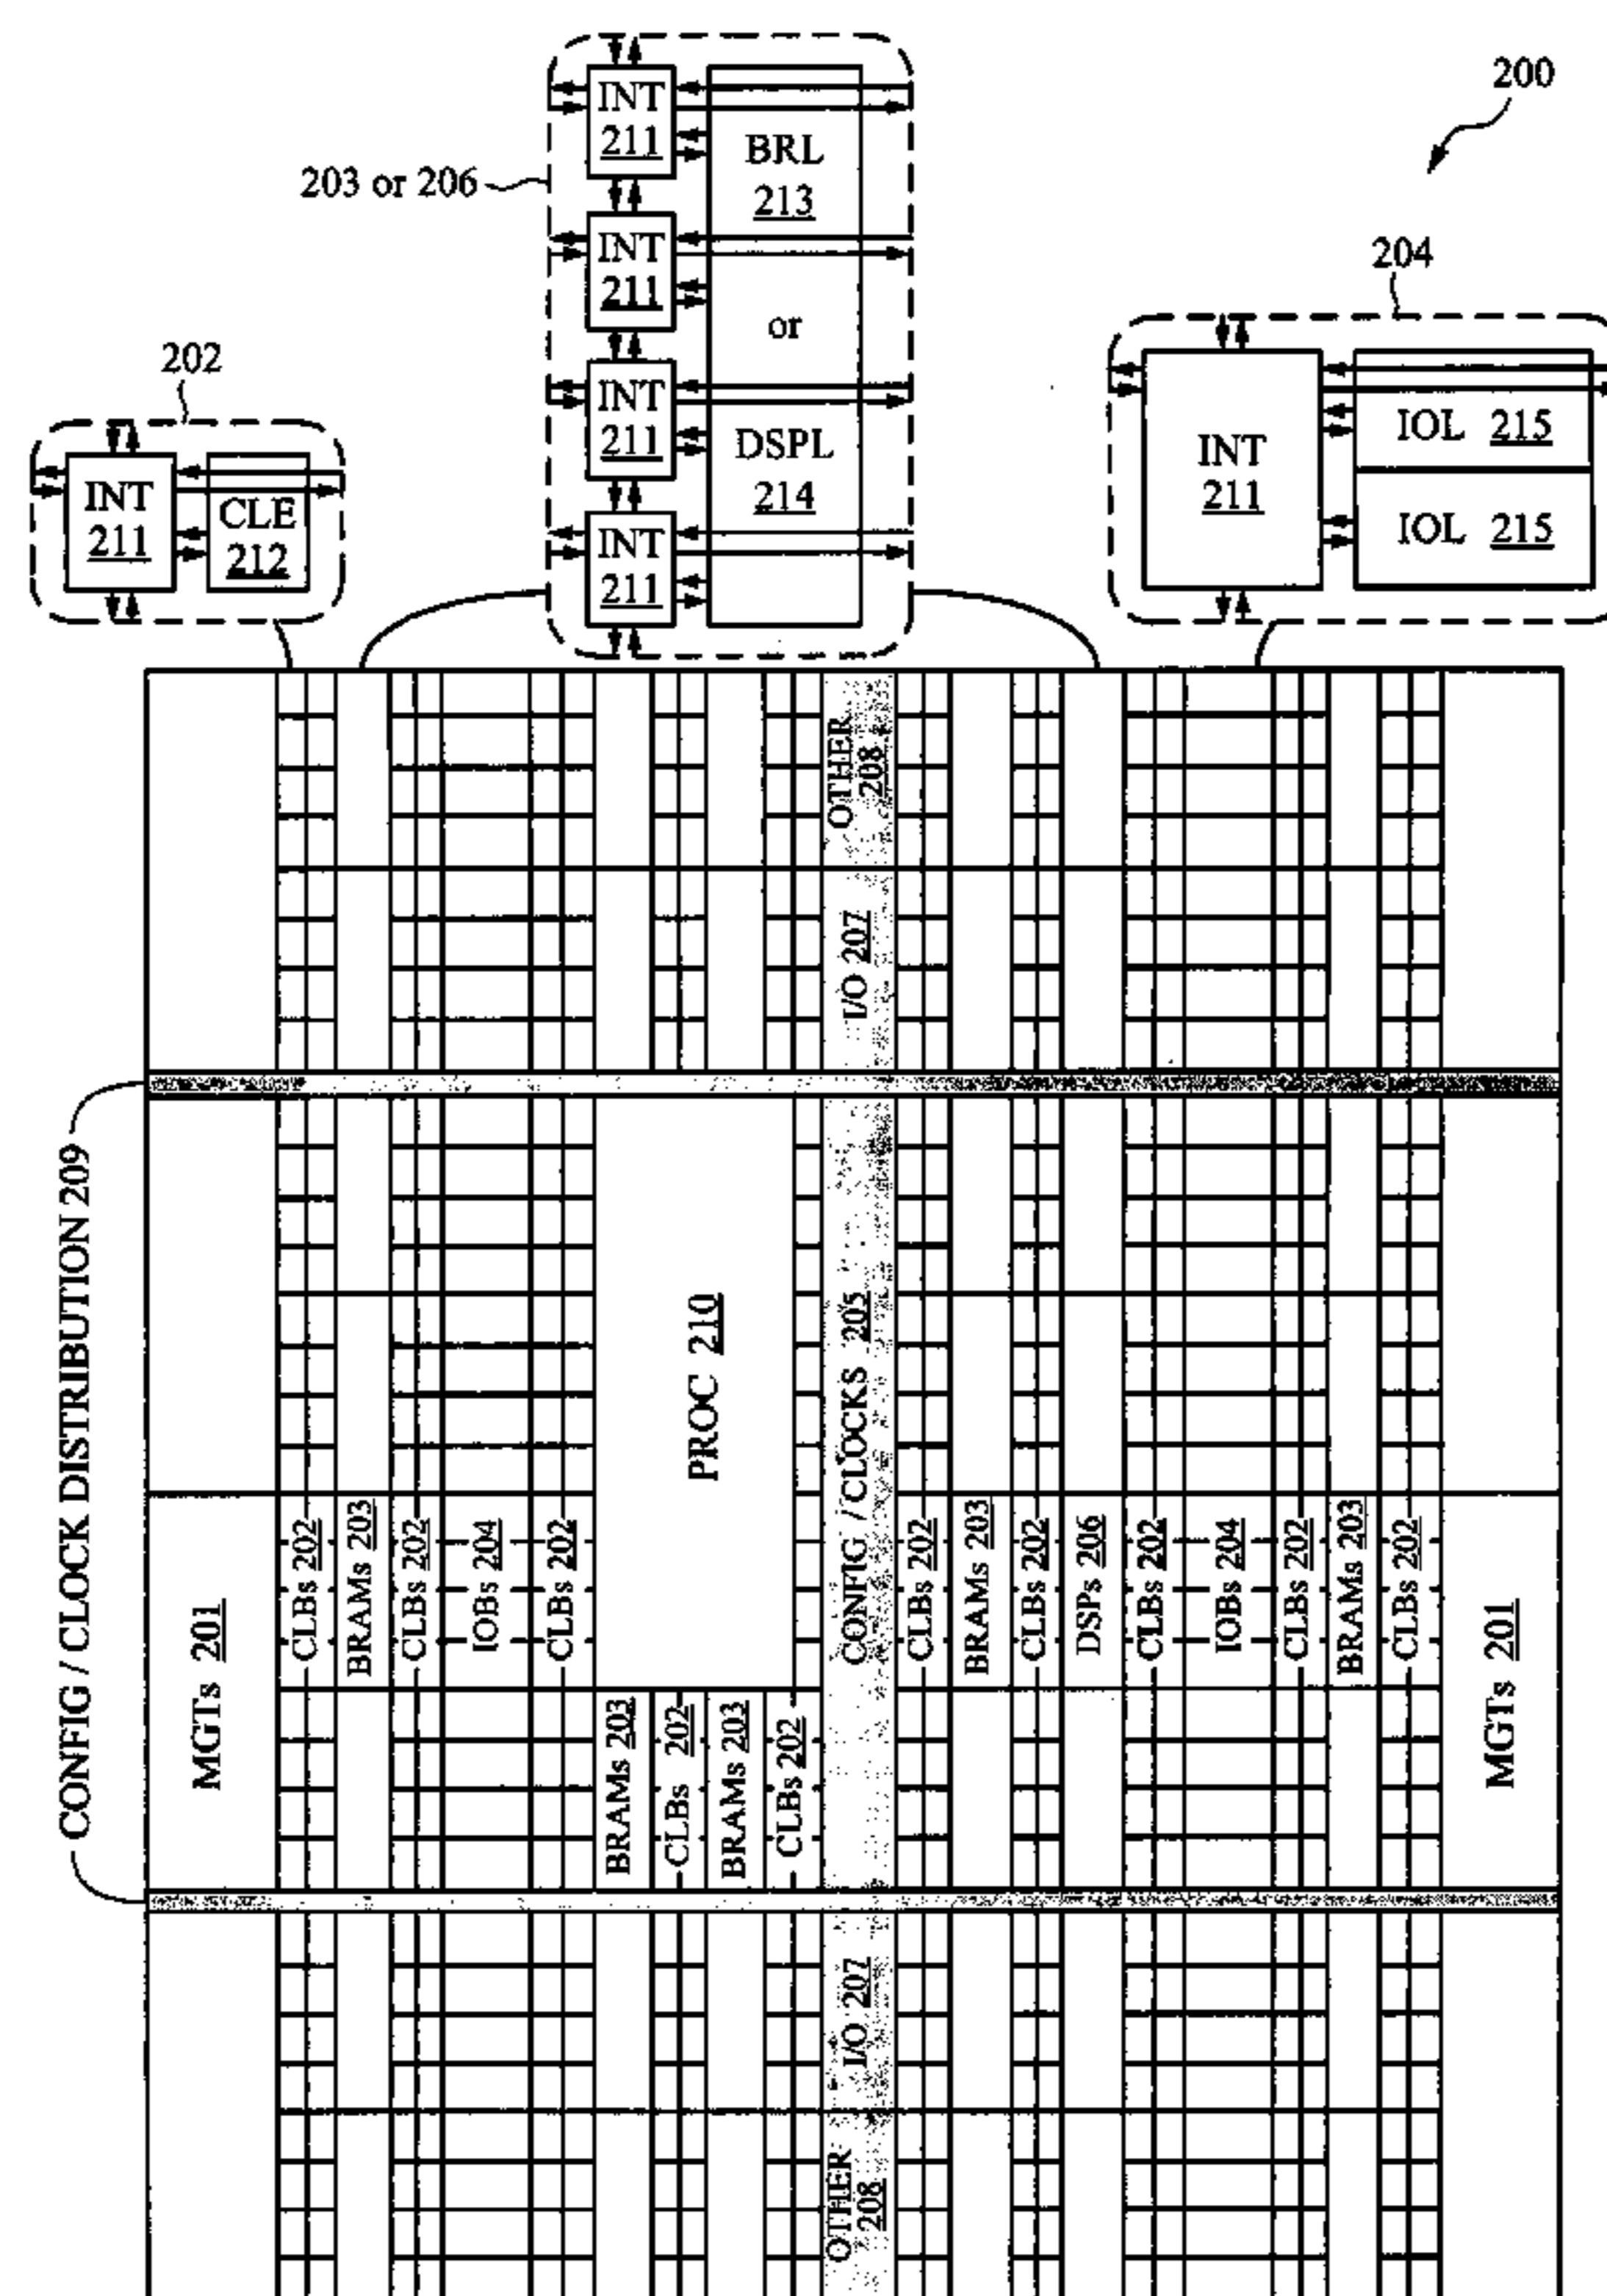 200
203 or 206
INT
211
INT
211
INT
211
INT
211
BRL
213
or
DSPL
214
204
INT
211
IOL 215
IOL 215
202
INT
211
CLE
212
OTHER
208
I/O 207
CONFIG / CLOCK DISTRIBUTION 209
PROC 210
CONFIG / CLOCKS 205
MGTs 201
CLBs 202
BRAMs 203
CLBs 202
IOBs 204
CLBs 202
BRAMs 203
CLBs 202
BRAMs 203
CLBs 202
CLBs 202
BRAMs 203
CLBs 202
DSPs 206
CLBs 202
IOBs 204
CLBs 202
BRAMs 203
CLBs 202
MGTs 201
I/O 207
OTHER
208